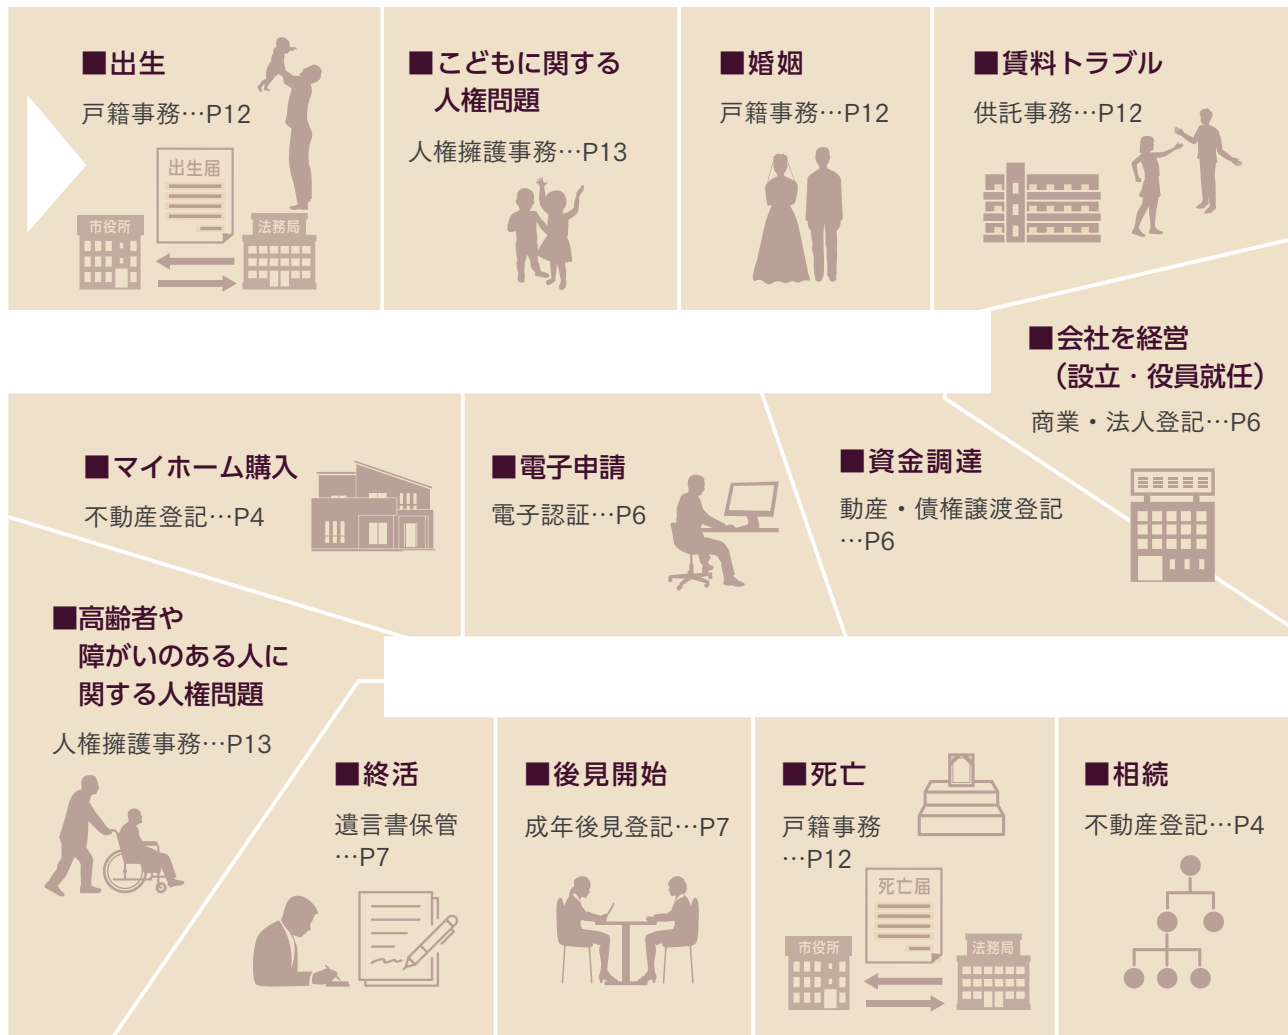 ■出生
戸籍事務…P12
出生届
市役所
法務局
■こどもに関する
人権問題
人権擁護事務…P13
■婚姻
戸籍事務…P12
■賃料トラブル
供託事務…P12
■会社を経営
（設立・役員就任）
商業・法人登記…P6
■資金調達
動産・債権譲渡登記
…P6
■電子申請
電子認証…P6
■マイホーム購入
不動産登記…P4
■高齢者や
障がいのある人に
関する人権問題
人権擁護事務…P13
■終活
遺言書保管
…P7
■後見開始
成年後見登記…P7
■死亡
戸籍事務
…P12
死亡届
市役所
法務局
■相続
不動産登記…P4